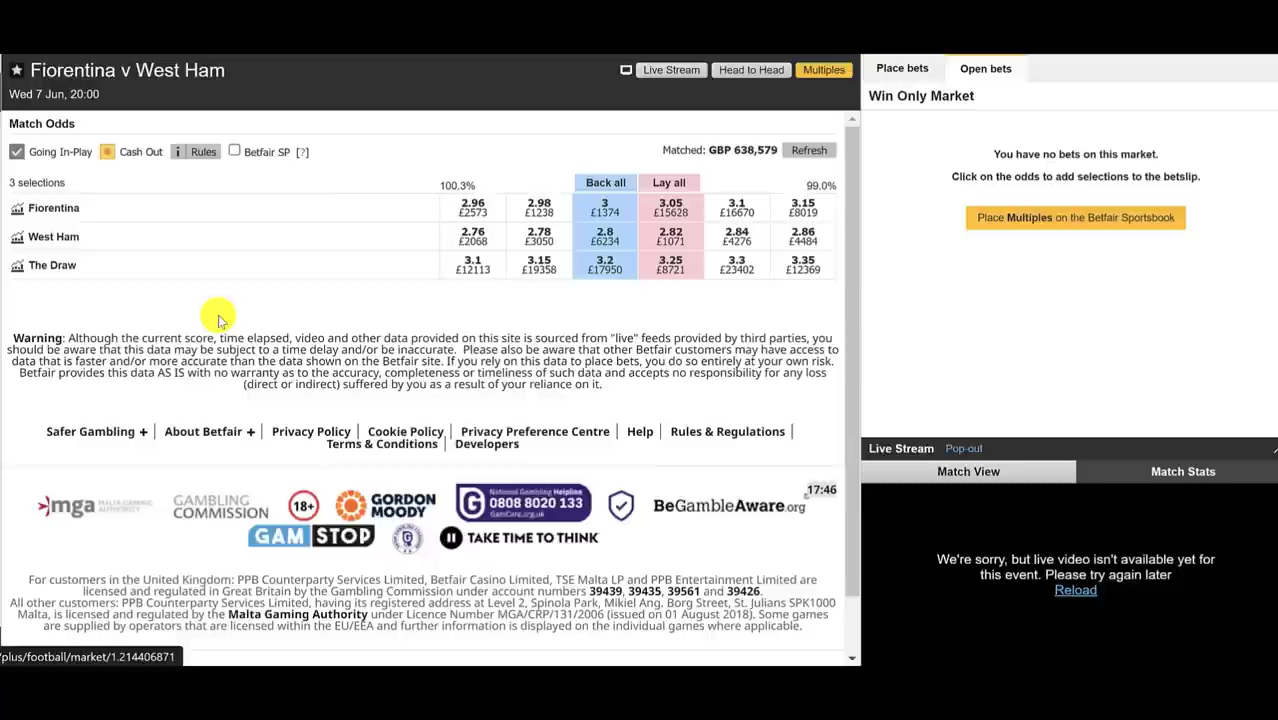 Fiorentina v West Ham
Live Stream
Head to Head
Multiples
Wed 7 Jun, 20:00
Match Odds
Going In-Play
Cash Out
i Rules
Betfair SP [?]
Matched: GBP 638,579
Refresh
3 selections
100.3%
Back all
Lay all
99.0%
Fiorentina
2.96 2.98 3 3.05 3.1 3.15
£2573 £1238 £1374 £15628 £16670 £8019
West Ham
2.76 2.78 2.8 2.82 2.84 2.86
£2068 £3050 £6234 £1071 £4276 £4484
The Draw
3.1 3.15 3.2 3.25 3.3 3.35
£12113 £19358 £17950 £8721 £23402 £12369
Warning: Although the current score, time elapsed, video and other data provided on this site is sourced from "live" feeds provided by third parties, you
should be aware that this data may be subject to a time delay and/or be inaccurate. Please also be aware that other Betfair customers may have access to
data that is faster and/or more accurate than the data shown on the Betfair site. If you rely on this data to place bets, you do so entirely at your own risk.
Betfair provides this data AS IS with no warranty as to the accuracy, completeness or timeliness of such data and accepts no responsibility for any loss
(direct or indirect) suffered by you as a result of your reliance on it.
Safer Gambling + | About Betfair + | Privacy Policy | Cookie Policy | Privacy Preference Centre | Help | Rules & Regulations |
Terms & Conditions | Developers
mga MALTA GAMING AUTHORITY
GAMBLING COMMISSION
18+
GORDON MOODY
National Gambling Helpline
0808 8020 133
GamCare.org.uk
BeGambleAware.org
17:46
GAMSTOP
TAKE TIME TO THINK
For customers in the United Kingdom: PPB Counterparty Services Limited, Betfair Casino Limited, TSE Malta LP and PPB Entertainment Limited are
licensed and regulated in Great Britain by the Gambling Commission under account numbers 39439, 39435, 39561 and 39426.
All other customers: PPB Counterparty Services Limited, having its registered address at Level 2, Spinola Park, Mikiel Ang. Borg Street, St. Julians SPK1000
Malta, is licensed and regulated by the Malta Gaming Authority under Licence Number MGA/CRP/131/2006 (issued on 01 August 2018). Some games
are supplied by operators that are licensed within the EU/EEA and further information is displayed on the individual games where applicable.
/plus/football/market/1.214406871
Place bets
Open bets
Win Only Market
You have no bets on this market.
Click on the odds to add selections to the betslip.
Place Multiples on the Betfair Sportsbook
Live Stream
Pop-out
Match View
Match Stats
We're sorry, but live video isn't available yet for
this event. Please try again later
Reload